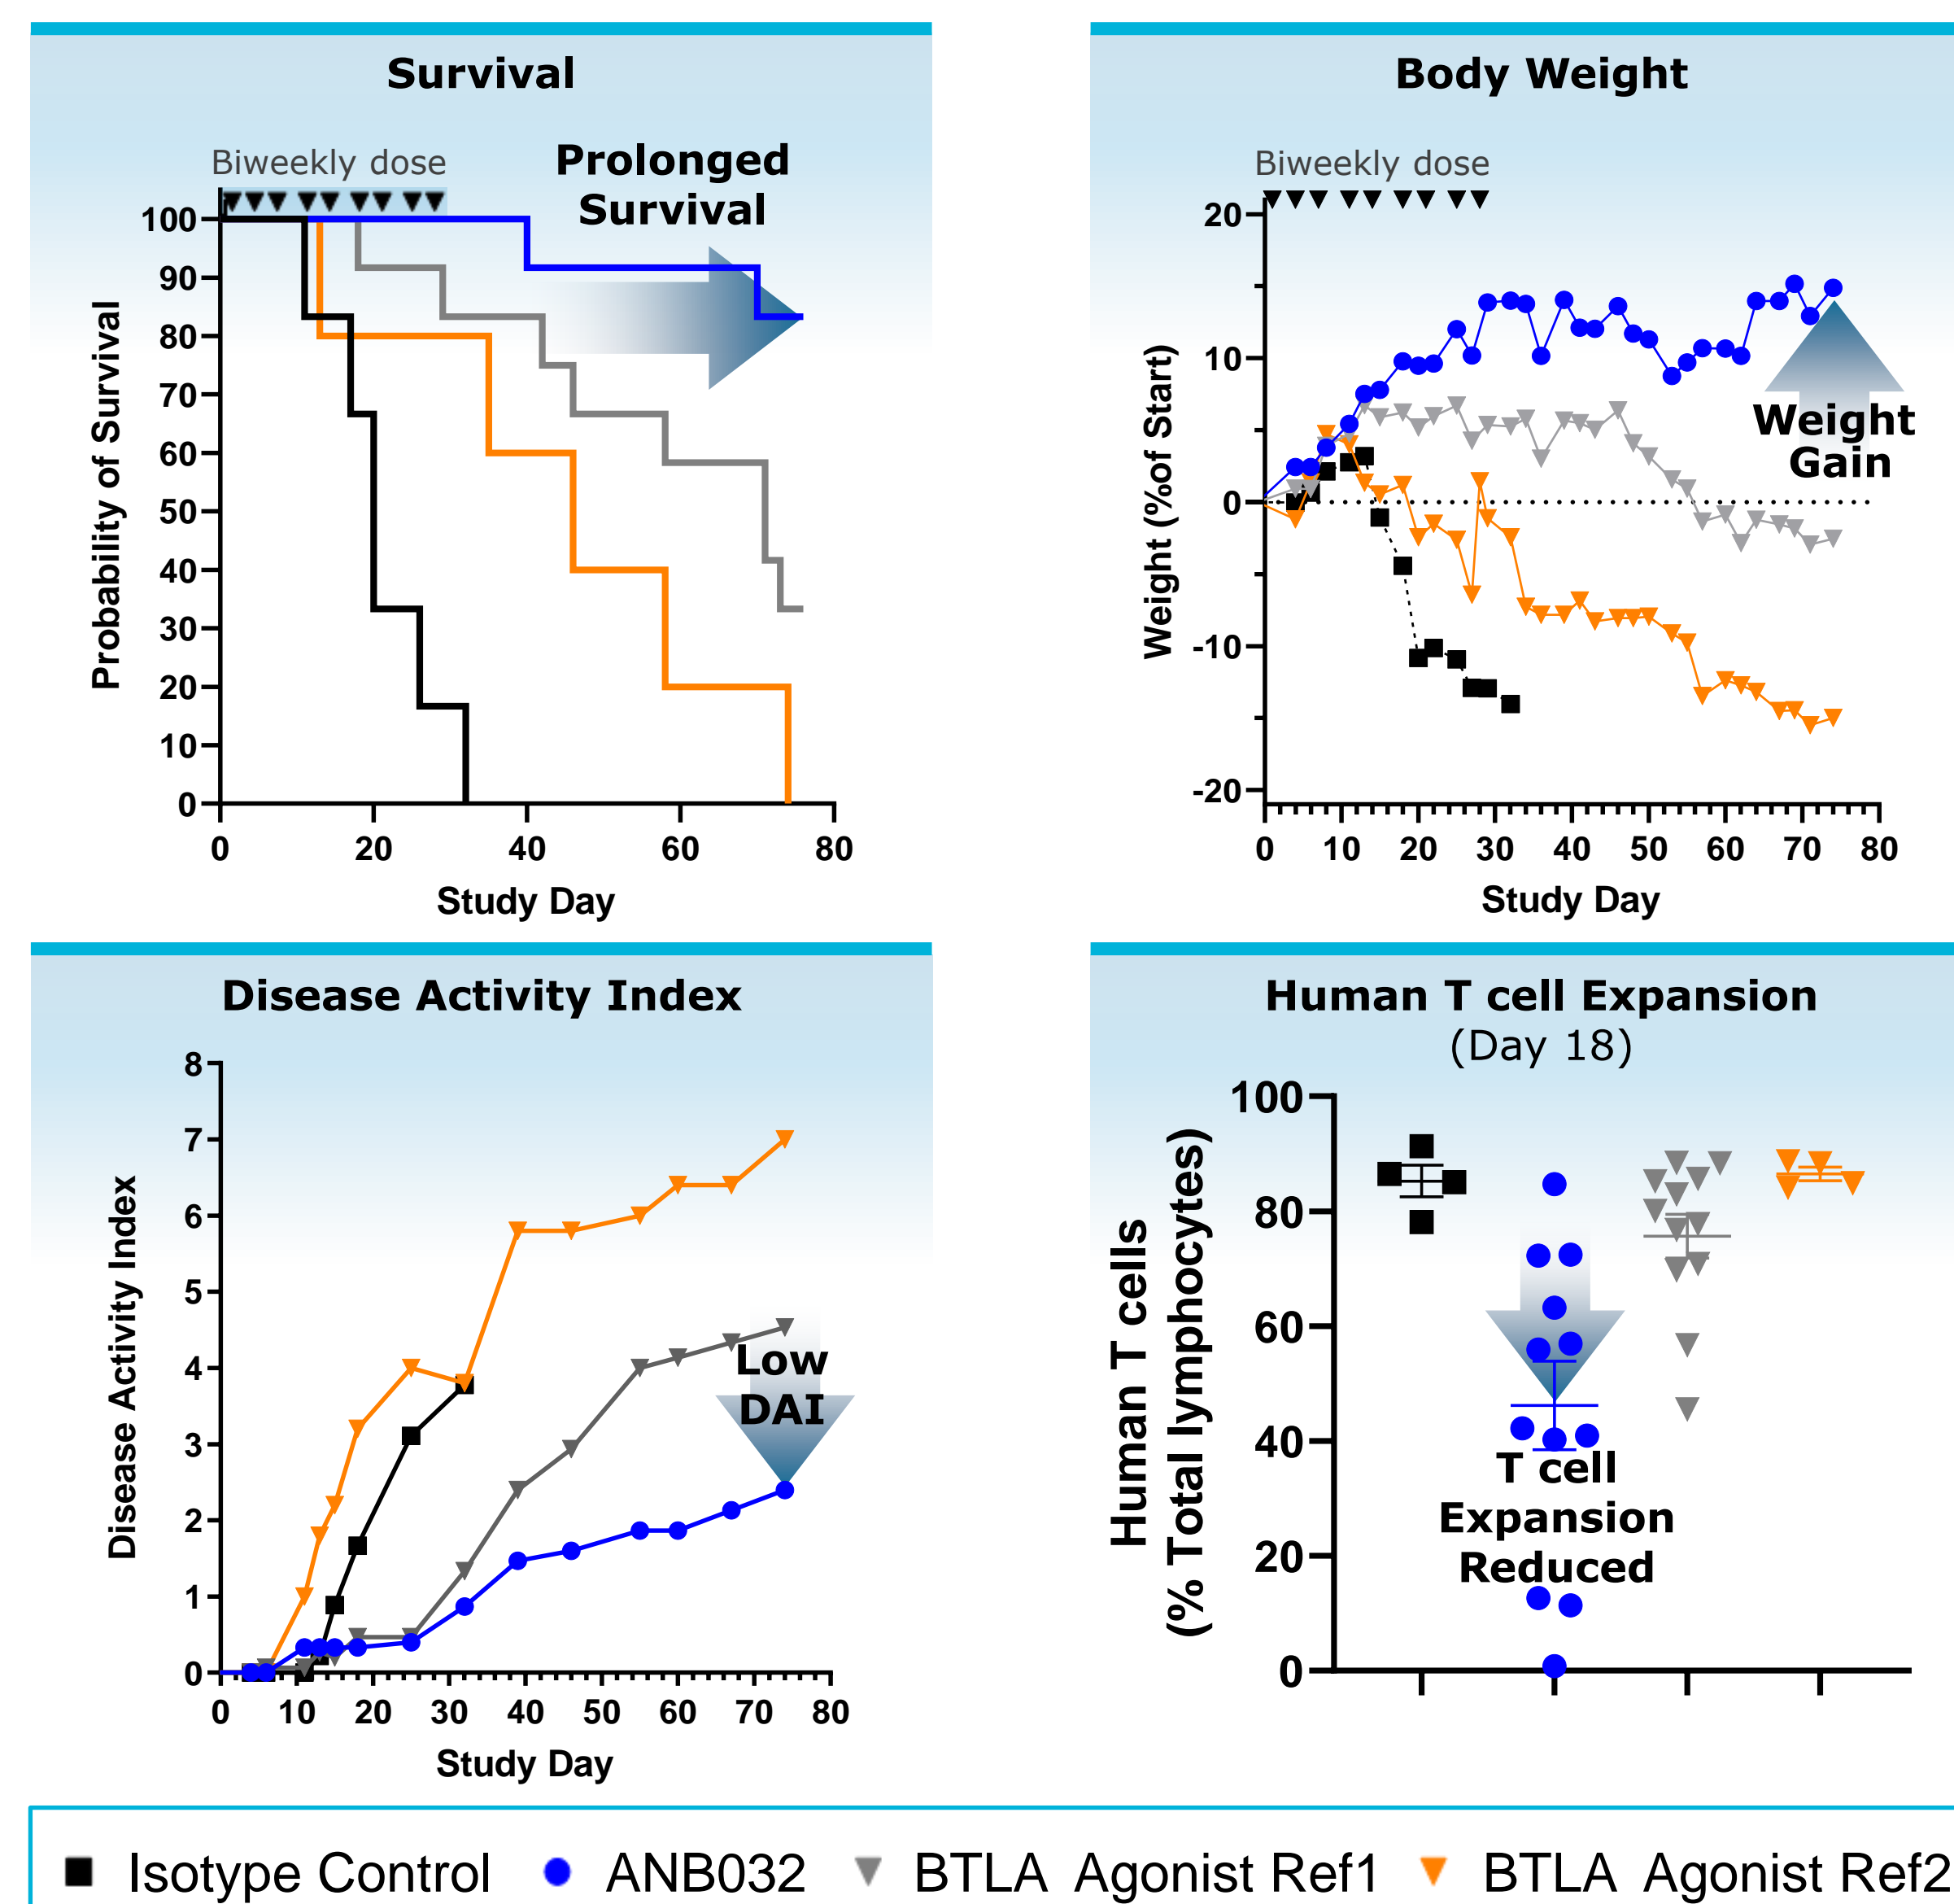 Survival
Biweekly dose
Prolonged
Survival
Probability of Survival
100
90
80
70
60
50
40
30
20
10
0
0 20 40 60 80
Study Day
Body Weight
Biweekly dose
Weight (%of Start)
20
10
0
-10
-20
Weight
Gain
0 10 20 30 40 50 60 70 80
Study Day
Disease Activity Index
Disease Activity Index
8
7
6
5
4
3
2
1
0
Low
DAI
0 10 20 30 40 50 60 70 80
Study Day
Human T cell Expansion
(Day 18)
Human T cells
(% Total lymphocytes)
100
80
60
40
20
0
T cell
Expansion
Reduced
Isotype Control ANB032 BTLA Agonist Ref1 BTLA Agonist Ref2